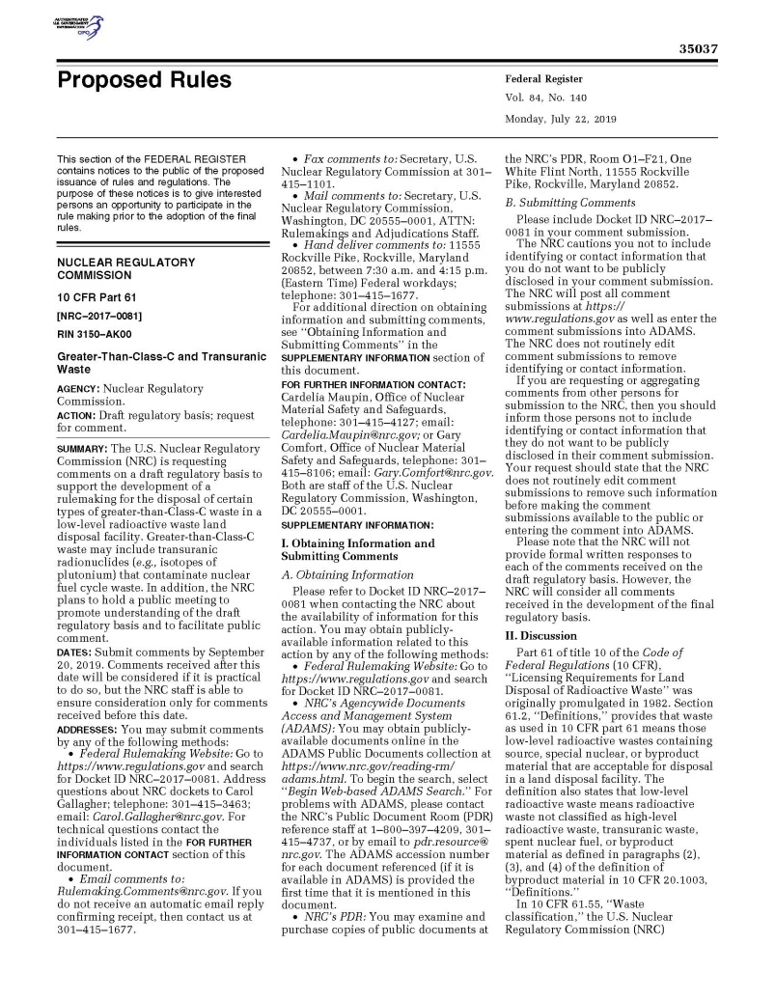 AUTHENTICATED
U.S. GOVERNMENT
INFORMATION
GPO
35037
Proposed Rules
Federal Register
Vol. 84, No. 140
Monday, July 22, 2019
This section of the FEDERAL REGISTER
contains notices to the public of the proposed
issuance of rules and regulations. The
purpose of these notices is to give interested
persons an opportunity to participate in the
rule making prior to the adoption of the final
rules.
NUCLEAR REGULATORY
COMMISSION
10 CFR Part 61
[NRC–2017–0081]
RIN 3150–AK00
Greater-Than-Class-C and Transuranic
Waste
AGENCY: Nuclear Regulatory
Commission.
ACTION: Draft regulatory basis; request
for comment.
SUMMARY: The U.S. Nuclear Regulatory
Commission (NRC) is requesting
comments on a draft regulatory basis to
support the development of a
rulemaking for the disposal of certain
types of greater-than-Class-C waste in a
low-level radioactive waste land
disposal facility. Greater-than-Class-C
waste may include transuranic
radionuclides (e.g., isotopes of
plutonium) that contaminate nuclear
fuel cycle waste. In addition, the NRC
plans to hold a public meeting to
promote understanding of the draft
regulatory basis and to facilitate public
comment.
DATES: Submit comments by September
20, 2019. Comments received after this
date will be considered if it is practical
to do so, but the NRC staff is able to
ensure consideration only for comments
received before this date.
ADDRESSES: You may submit comments
by any of the following methods:
• Federal Rulemaking Website: Go to
https://www.regulations.gov and search
for Docket ID NRC–2017–0081. Address
questions about NRC dockets to Carol
Gallagher; telephone: 301–415–3463;
email: Carol.Gallagher@nrc.gov. For
technical questions contact the
individuals listed in the FOR FURTHER
INFORMATION CONTACT section of this
document.
• Email comments to:
Rulemaking.Comments@nrc.gov. If you
do not receive an automatic email reply
confirming receipt, then contact us at
301–415–1677.
• Fax comments to: Secretary, U.S.
Nuclear Regulatory Commission at 301–
415–1101.
• Mail comments to: Secretary, U.S.
Nuclear Regulatory Commission,
Washington, DC 20555–0001, ATTN:
Rulemakings and Adjudications Staff.
• Hand deliver comments to: 11555
Rockville Pike, Rockville, Maryland
20852, between 7:30 a.m. and 4:15 p.m.
(Eastern Time) Federal workdays;
telephone: 301–415–1677.
For additional direction on obtaining
information and submitting comments,
see ‘‘Obtaining Information and
Submitting Comments’’ in the
SUPPLEMENTARY INFORMATION section of
this document.
FOR FURTHER INFORMATION CONTACT:
Cardelia Maupin, Office of Nuclear
Material Safety and Safeguards,
telephone: 301–415–4127; email:
Cardelia.Maupin@nrc.gov; or Gary
Comfort, Office of Nuclear Material
Safety and Safeguards, telephone: 301–
415–8106; email: Gary.Comfort@nrc.gov.
Both are staff of the U.S. Nuclear
Regulatory Commission, Washington,
DC 20555–0001.
SUPPLEMENTARY INFORMATION:
I. Obtaining Information and
Submitting Comments
A. Obtaining Information
Please refer to Docket ID NRC–2017–
0081 when contacting the NRC about
the availability of information for this
action. You may obtain publicly-
available information related to this
action by any of the following methods:
• Federal Rulemaking Website: Go to
https://www.regulations.gov and search
for Docket ID NRC–2017–0081.
• NRC’s Agencywide Documents
Access and Management System
(ADAMS): You may obtain publicly-
available documents online in the
ADAMS Public Documents collection at
https://www.nrc.gov/reading-rm/
adams.html. To begin the search, select
‘‘Begin Web-based ADAMS Search.’’ For
problems with ADAMS, please contact
the NRC’s Public Document Room (PDR)
reference staff at 1–800–397–4209, 301–
415–4737, or by email to pdr.resource@
nrc.gov. The ADAMS accession number
for each document referenced (if it is
available in ADAMS) is provided the
first time that it is mentioned in this
document.
• NRC’s PDR: You may examine and
purchase copies of public documents at
the NRC’s PDR, Room O1–F21, One
White Flint North, 11555 Rockville
Pike, Rockville, Maryland 20852.
B. Submitting Comments
Please include Docket ID NRC–2017–
0081 in your comment submission.
The NRC cautions you not to include
identifying or contact information that
you do not want to be publicly
disclosed in your comment submission.
The NRC will post all comment
submissions at https://
www.regulations.gov as well as enter the
comment submissions into ADAMS.
The NRC does not routinely edit
comment submissions to remove
identifying or contact information.
If you are requesting or aggregating
comments from other persons for
submission to the NRC, then you should
inform those persons not to include
identifying or contact information that
they do not want to be publicly
disclosed in their comment submission.
Your request should state that the NRC
does not routinely edit comment
submissions to remove such information
before making the comment
submissions available to the public or
entering the comment into ADAMS.
Please note that the NRC will not
provide formal written responses to
each of the comments received on the
draft regulatory basis. However, the
NRC will consider all comments
received in the development of the final
regulatory basis.
II. Discussion
Part 61 of title 10 of the Code of
Federal Regulations (10 CFR),
‘‘Licensing Requirements for Land
Disposal of Radioactive Waste’’ was
originally promulgated in 1982. Section
61.2, ‘‘Definitions,’’ provides that waste
as used in 10 CFR part 61 means those
low-level radioactive wastes containing
source, special nuclear, or byproduct
material that are acceptable for disposal
in a land disposal facility. The
definition also states that low-level
radioactive waste means radioactive
waste not classified as high-level
radioactive waste, transuranic waste,
spent nuclear fuel, or byproduct
material as defined in paragraphs (2),
(3), and (4) of the definition of
byproduct material in 10 CFR 20.1003,
‘‘Definitions.’’
In 10 CFR 61.55, ‘‘Waste
classification,’’ the U.S. Nuclear
Regulatory Commission (NRC)